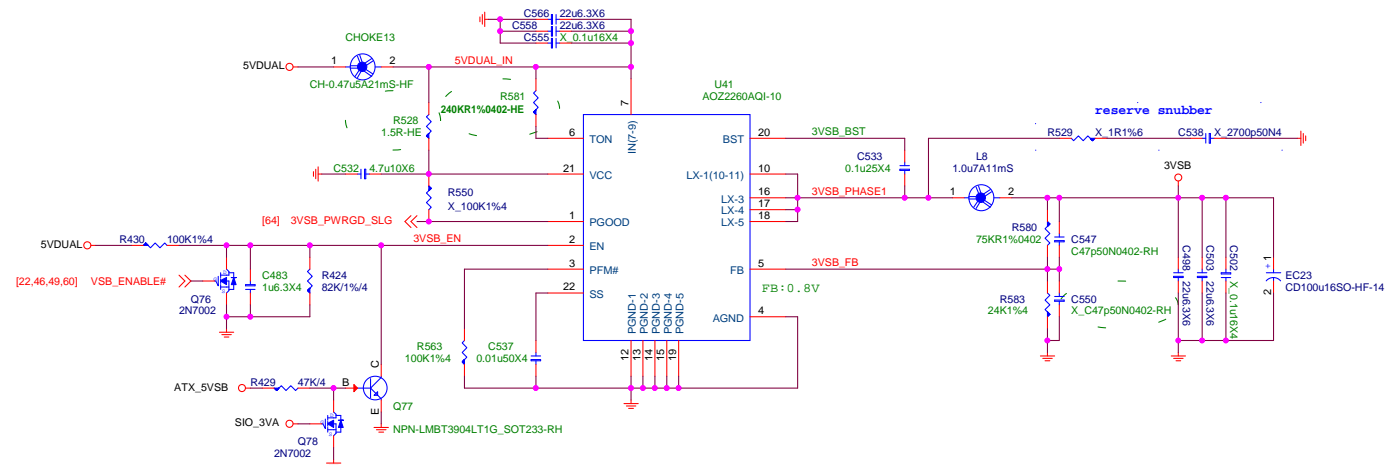 C566 22u6.3X6
C558 22u6.3X6
C555 X_0.1u16X4
CHOKE13
5VDUAL 1 2 5VDUAL_IN
CH-0.47u5A21mS-HF
U41
AOZ2260AQI-10
R581
240KR1%0402-HE
R528
1.5R-HE
7
IN(7-9)
reserve snubber
6 TON
BST 20 3VSB_BST
R529 X_1R1%6 C538 X_2700p50N4
C532 4.7u10X6
21 VCC
LX-1(10-11) 10
C533
0.1u25X4
L8
1.0u7A11mS
3VSB
R550
X_100K1%4
LX-3 16 3VSB_PHASE1 1 2
LX-4 17
LX-5 18
[64] 3VSB_PWRGD_SLG 1 PGOOD
5VDUAL R430 100K1%4 3VSB_EN 2 EN
R580
75KR1%0402
C547
C47p50N0402-RH
3 PFM#
FB 5 3VSB_FB
FB:0.8V
[22,46,49,60] VSB_ENABLE#
C483
1u6.3X4
R424
82K/1%/4
Q76
2N7002
22 SS
C498 22u6.3X6
C503 22u6.3X6
C502 X_0.1u16X4
1 +
2
EC23
CD100u16SO-HF-14
R583
24K1%4
C550
X_C47p50N0402-RH
AGND 4
PGND-1
PGND-2
PGND-3
PGND-4
PGND-5
12
13
14
15
19
R563
100K1%4
C537
0.01u50X4
ATX_5VSB R429 47K/4 B
C
E
Q77
NPN-LMBT3904LT1G_SOT233-RH
SIO_3VA
Q78
2N7002